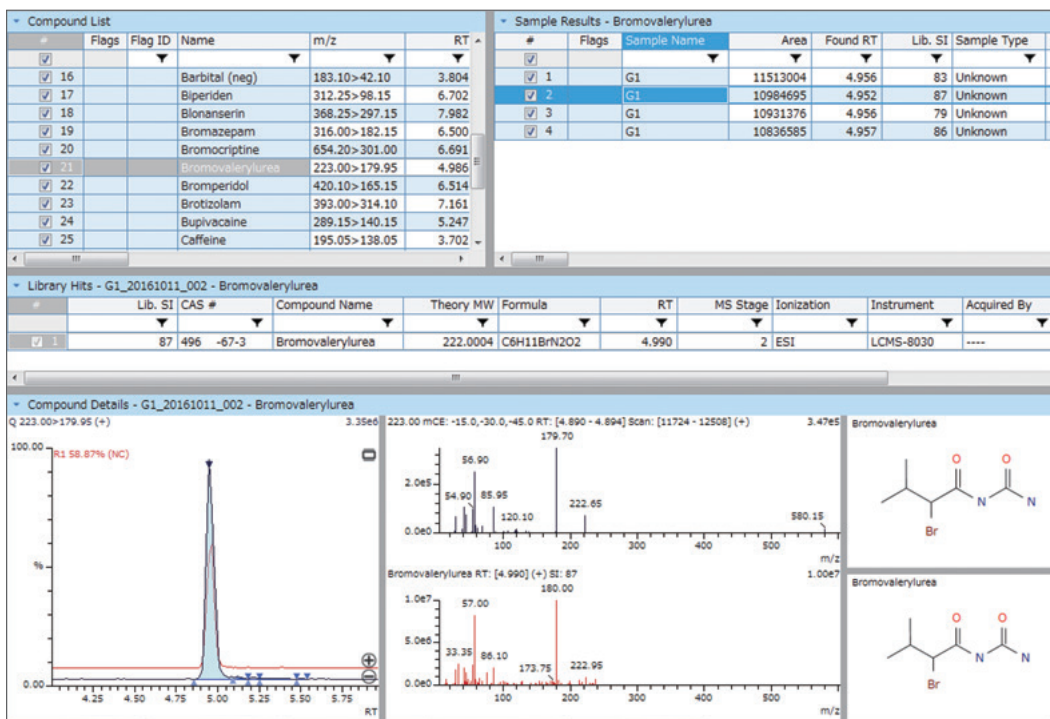 Compound List
# Flags Flag ID Name m/z RT
16 Barbital (neg) 183.10>42.10 3.804
17 Biperiden 312.25>98.15 6.702
18 Blonanserin 368.25>297.15 7.982
19 Bromazepam 316.00>182.15 6.500
20 Bromocriptine 654.20>301.00 6.691
21 Bromovalerylurea 223.00>179.95 4.986
22 Bromperidol 420.10>165.15 6.514
23 Brotizolam 393.00>314.10 7.161
24 Bupivacaine 289.15>140.15 5.247
25 Caffeine 195.05>138.05 3.702
Sample Results - Bromovalerylurea
# Flags Sample Name Area Found RT Lib. SI Sample Type
1 G1 11513004 4.956 83 Unknown
2 G1 10984695 4.952 87 Unknown
3 G1 10931376 4.956 79 Unknown
4 G1 10836585 4.957 86 Unknown
Library Hits - G1_20161011_002 - Bromovalerylurea
# Lib. SI CAS # Compound Name Theory MW Formula RT MS Stage Ionization Instrument Acquired By
1 87 496 -67-3 Bromovalerylurea 222.0004 C6H11BrN2O2 4.990 2 ESI LCMS-8030 ----
Compound Details - G1_20161011_002 - Bromovalerylurea
Q 223.00>179.95 (+) 3.35e6
100.00
R1 58.87% (NC)
%
0.00
4.25 4.50 4.75 5.00 5.25 5.50 5.75
RT
223.00 mCE: -15.0,-30.0,-45.0 RT: [4.890 - 4.894] Scan: [11724 - 12508] (+) 3.47e5
179.70
56.90
2.0e5
54.90 85.95
222.65
120.10
580.15
0.0e0
100 200 300 400 500
m/z
Bromovalerylurea RT: [4.990] (+) SI: 87 1.00e7
180.00
1.0e7
57.00
5.0e6
33.35 86.10
173.75 222.95
0.0e0
100 200 300 400 500
m/z
Bromovalerylurea
O O
N N
Br
Bromovalerylurea
O O
N N
Br